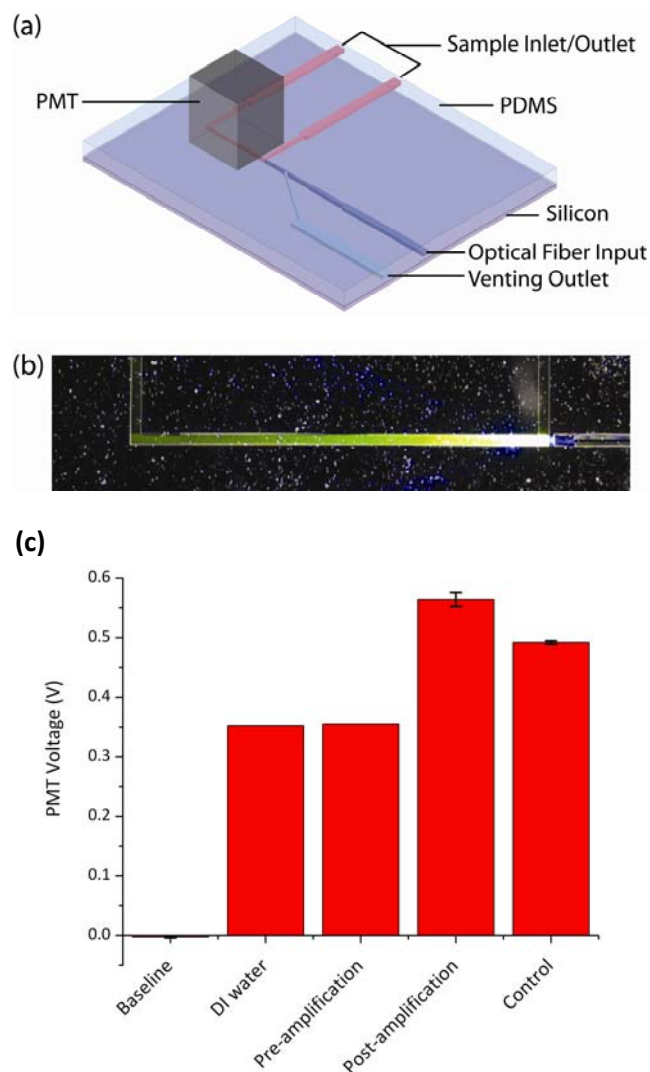 (a)
Sample Inlet/Outlet
PMT
PDMS
Silicon
Optical Fiber Input
Venting Outlet
(b)
(c)
0.6
0.5
0.4
0.3
0.2
0.1
0.0
PMT Voltage (V)
Baseline
DI water
Pre-amplification
Post-amplification
Control